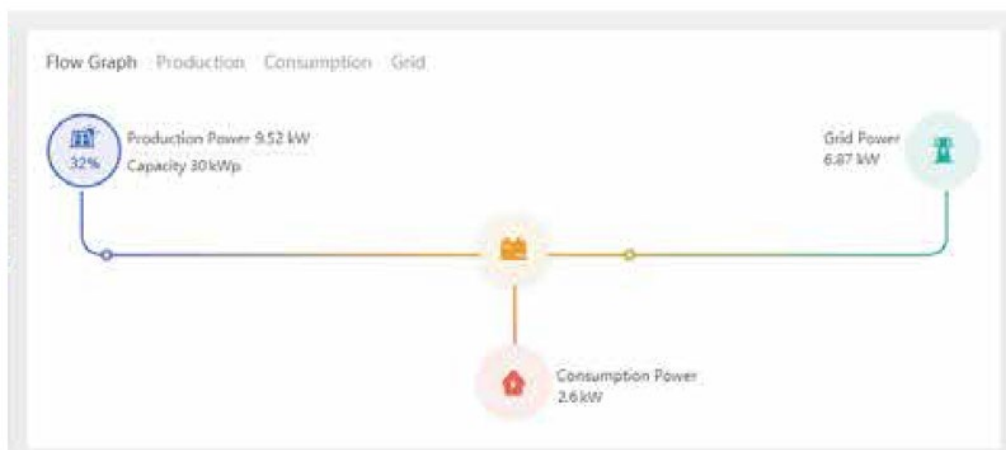 Flow Graph Production Consumption Grid
Production Power 9.52 kW
32%
Capacity 30 kWp
Grid Power
6.87 kW
Consumption Power
2.6 kW